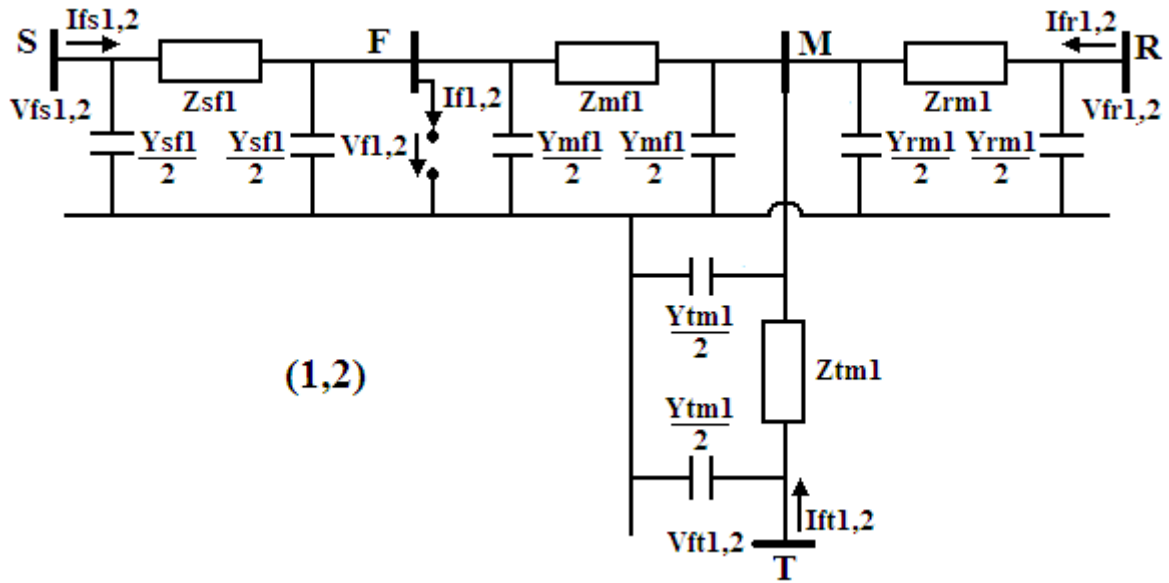 Ifs1,2
Ifr1,2
S
F
M
R
Zsf1
If1,2
Zmf1
Zrm1
Vfs1,2
Vfr1,2
Ysf1
2
Ysf1
2
Vf1,2
Ymf1
2
Ymf1
2
Yrm1
2
Yrm1
2
Ytm1
2
(1,2)
Ztm1
Ytm1
2
Ift1,2
Vft1,2
T